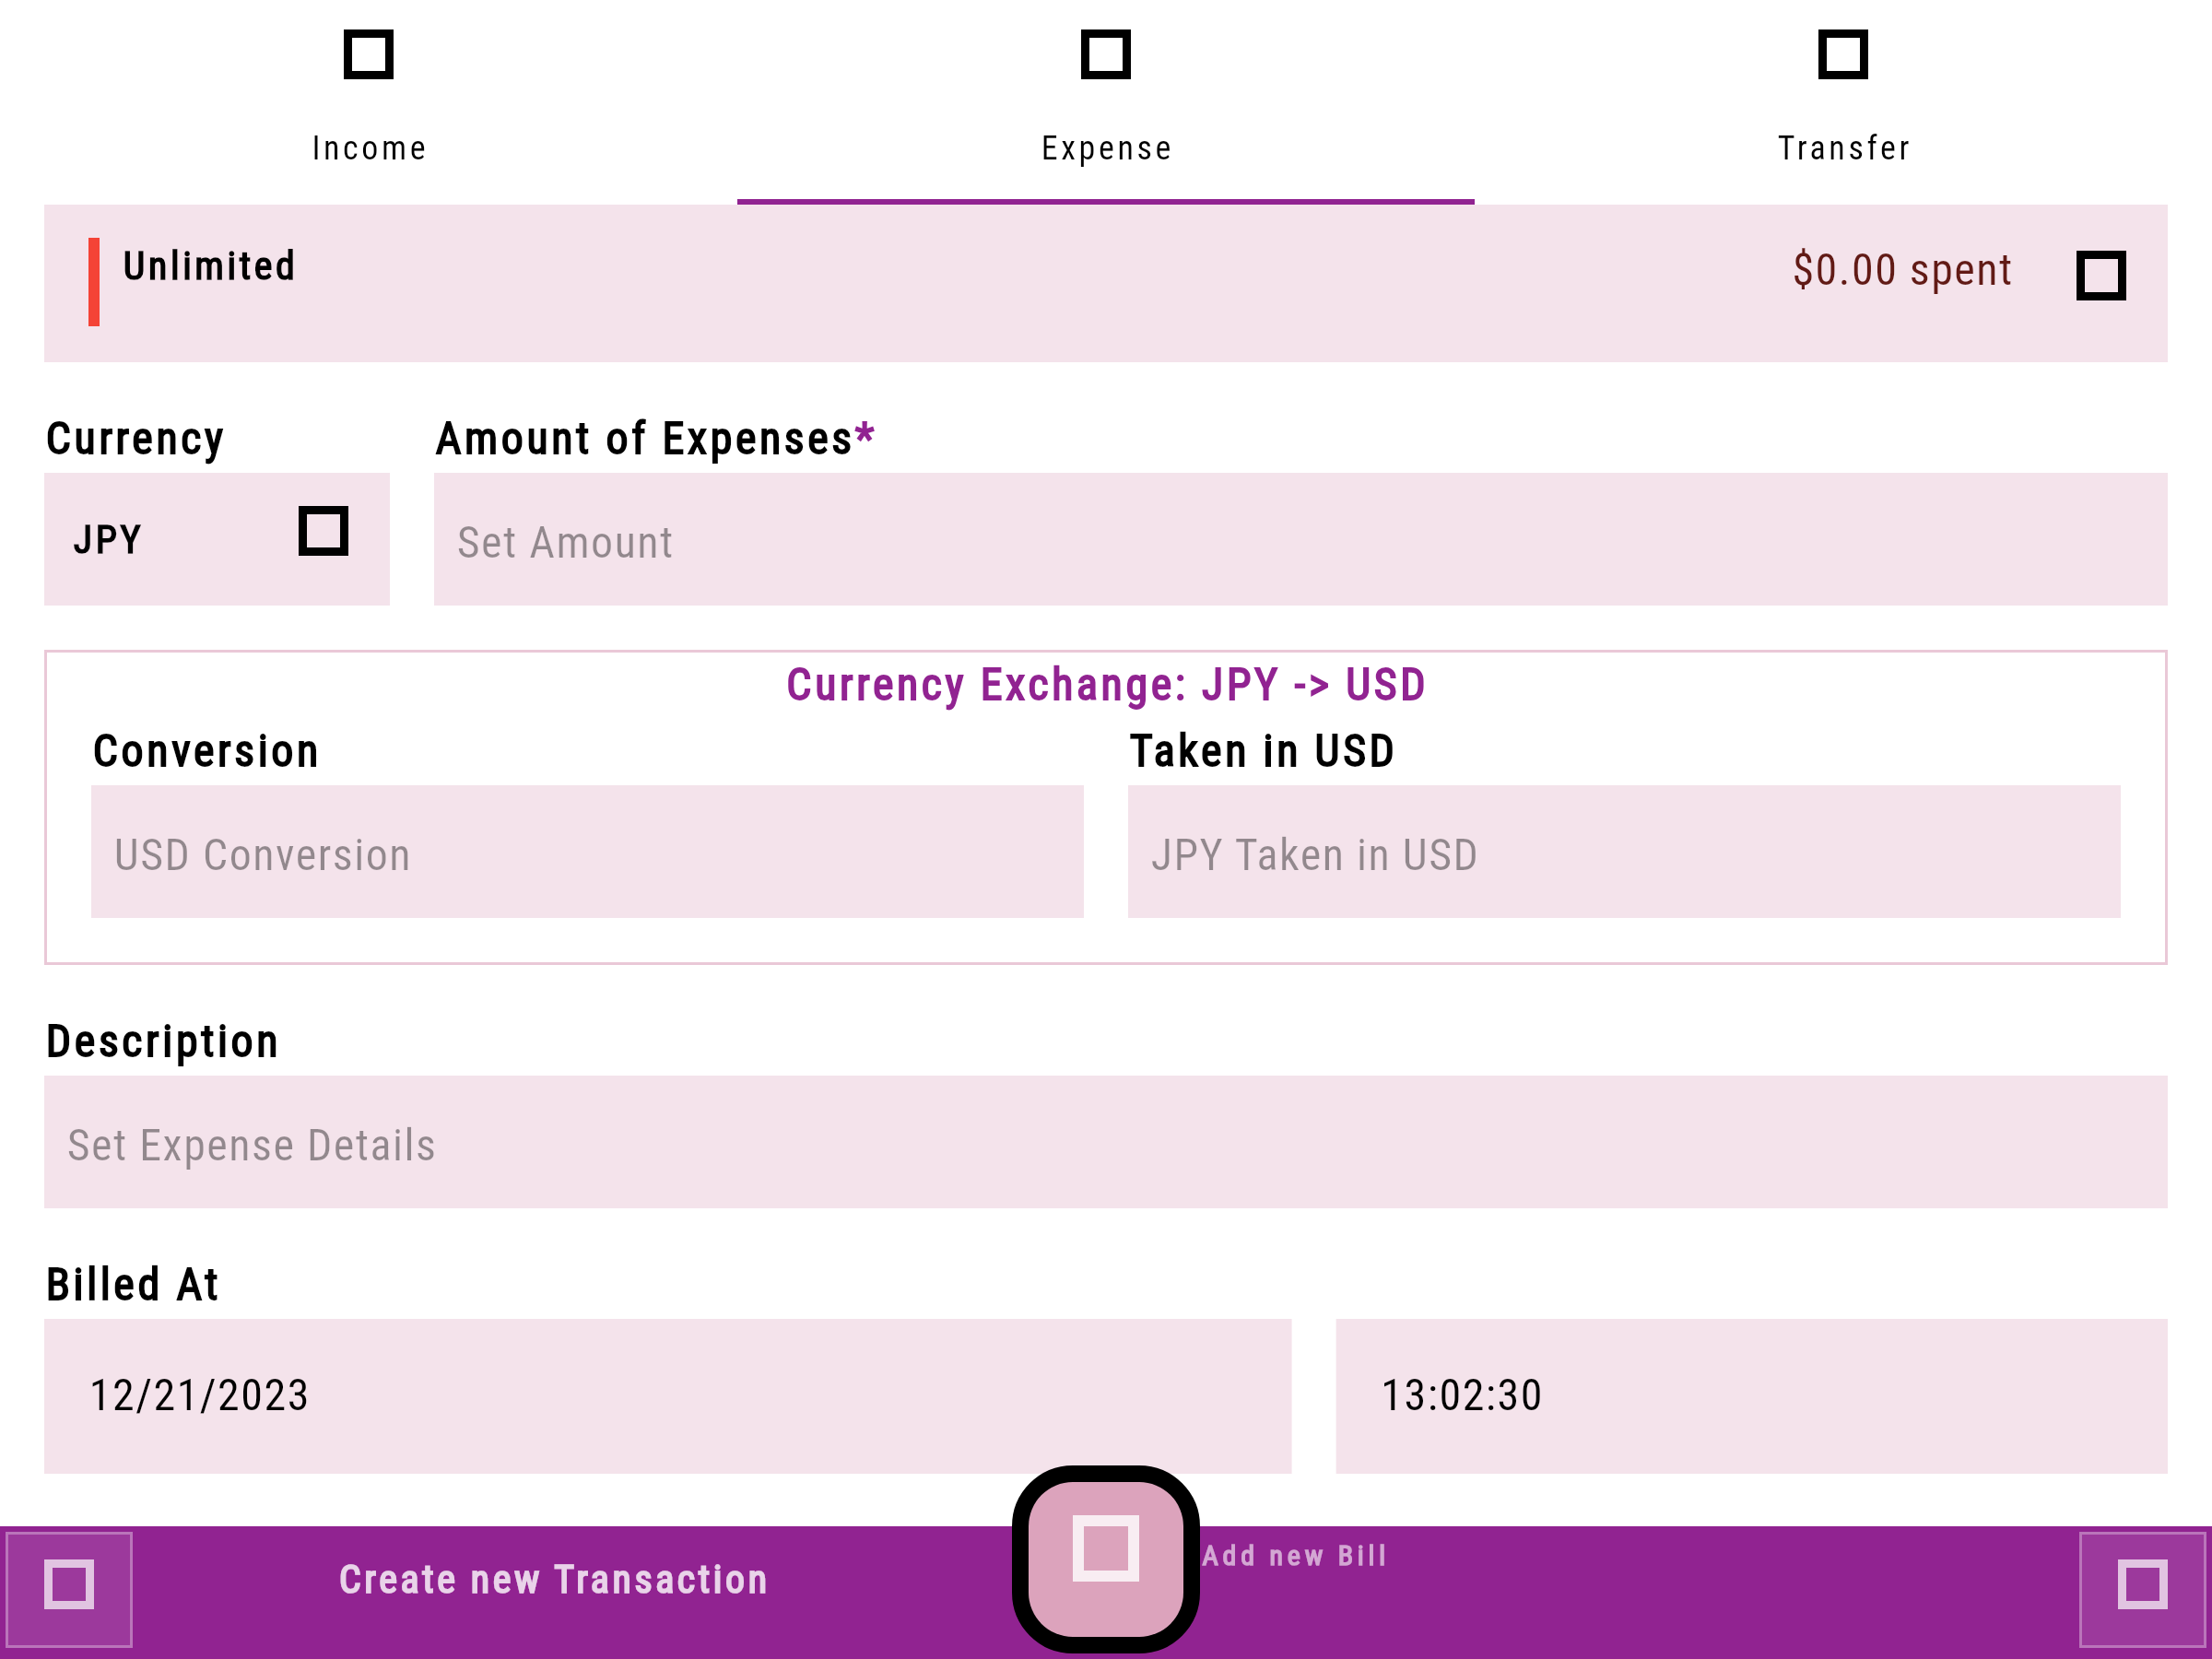 Income
Expense
Transfer
Unlimited
$0.00 spent
Currency
Amount of Expenses*
JPY
Set Amount
Currency Exchange: JPY -> USD
Conversion
Taken in USD
USD Conversion
JPY Taken in USD
Description
Set Expense Details
Billed At
12/21/2023
13:02:30
Create new Transaction
Add new Bill